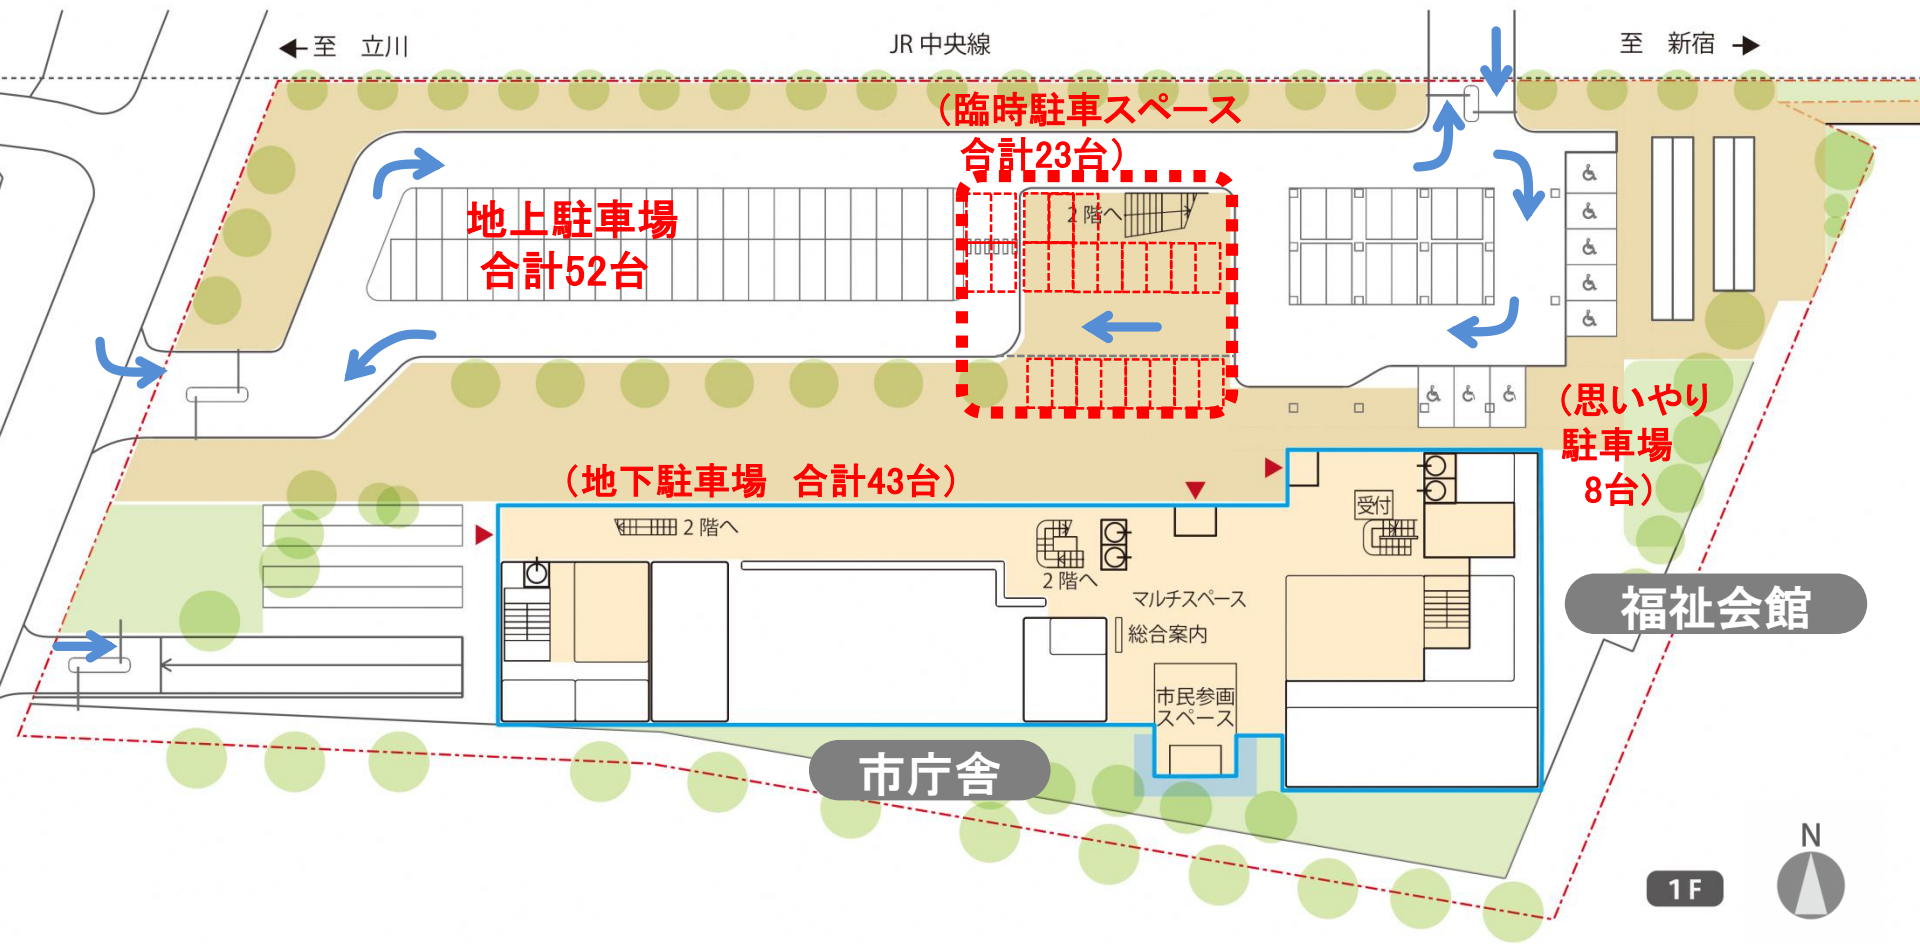 至 立川
JR 中央線
至 新宿
（臨時駐車スペース
合計23台）
地上駐車場
合計52台
2 階へ
（思いやり
駐車場
8台）
（地下駐車場 合計43台）
受付
2 階へ
2 階へ
マルチスペース
総合案内
福祉会館
市民参画
スペース
市庁舎
N
1F